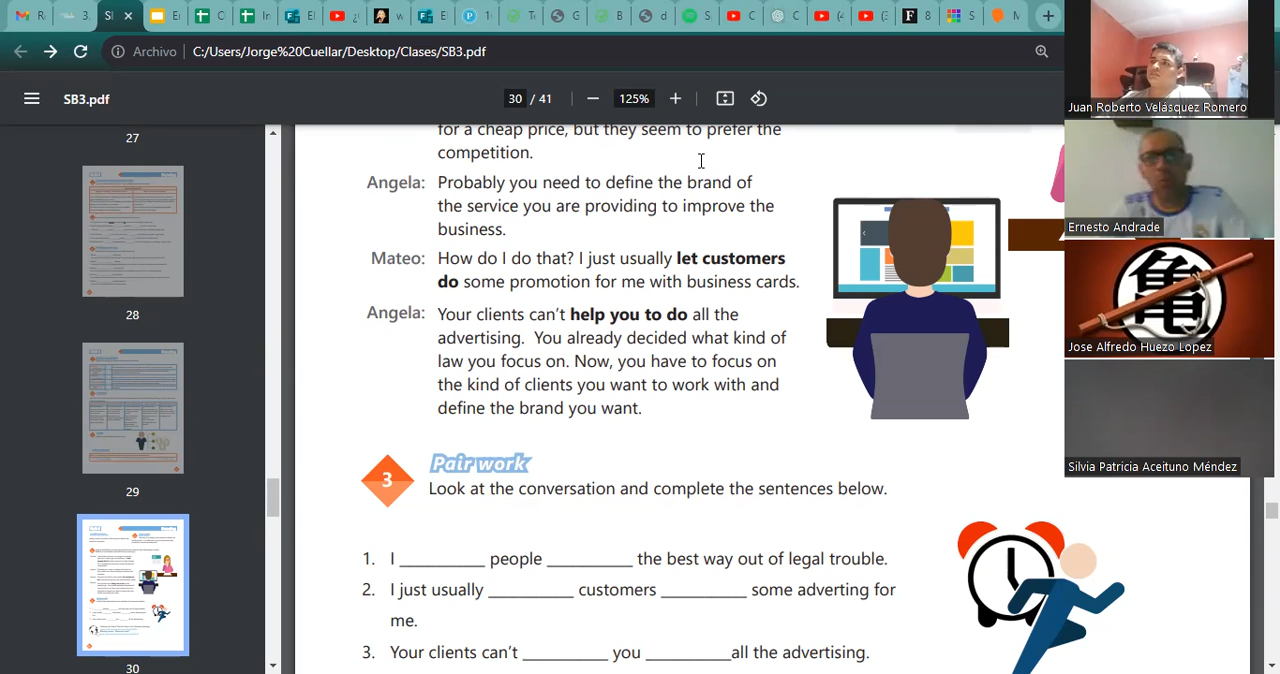 Archivo
C:/Users/Jorge%20Cuellar/Desktop/Clases/SB3.pdf
SB3.pdf
30 / 41
125%
27
28
29
30
for a cheap price, but they seem to prefer the
competition.
Angela: Probably you need to define the brand of
the service you are providing to improve the
business.
Mateo: How do I do that? I just usually let customers
do some promotion for me with business cards.
Angela: Your clients can't help you to do all the
advertising. You already decided what kind of
law you focus on. Now, you have to focus on
the kind of clients you want to work with and
define the brand you want.
3
Pair work
Look at the conversation and complete the sentences below.
1. I _________ people _________ the best way out of legal trouble.
2. I just usually _________ customers _________ some adverting for
me.
3. Your clients can't _________ you _________all the advertising.
Juan Roberto Velásquez Romero
Ernesto Andrade
亀
Jose Alfredo Huezo Lopez
Silvia Patricia Aceituno Méndez